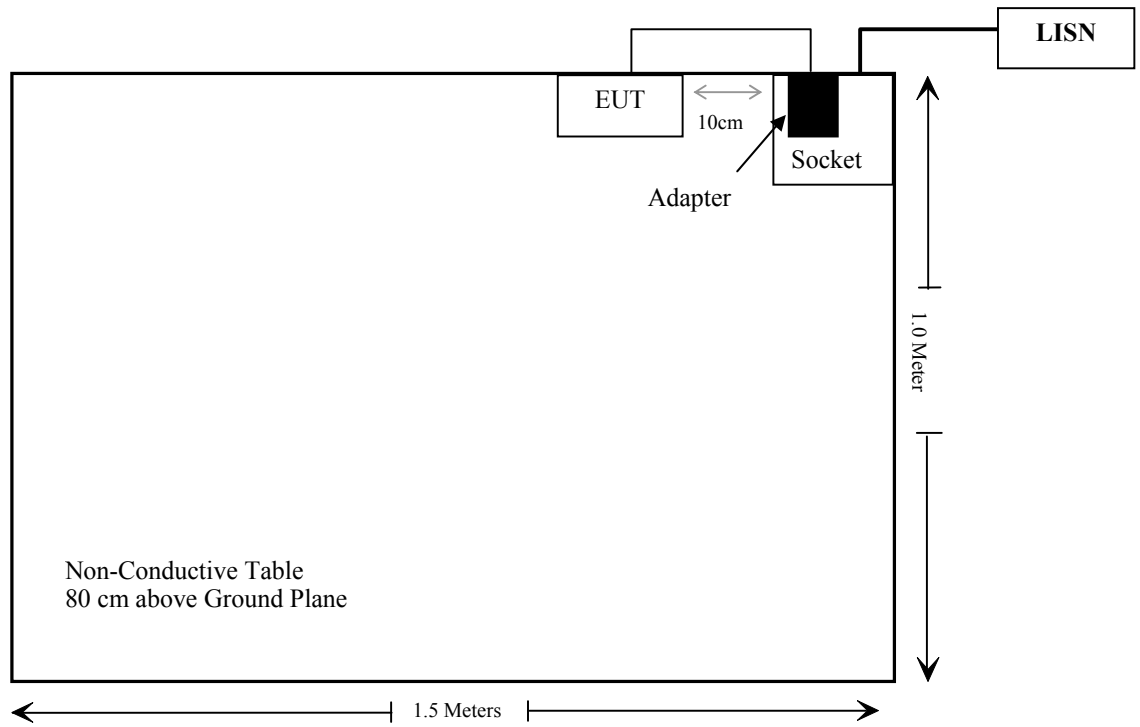 LISN
EUT
10cm
Socket
Adapter
1.0 Meter
Non-Conductive Table
80 cm above Ground Plane
1.5 Meters